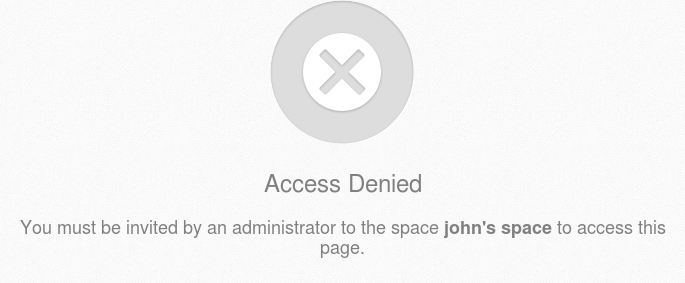 Access Denied
You must be invited by an administrator to the space john's space to access this
page.